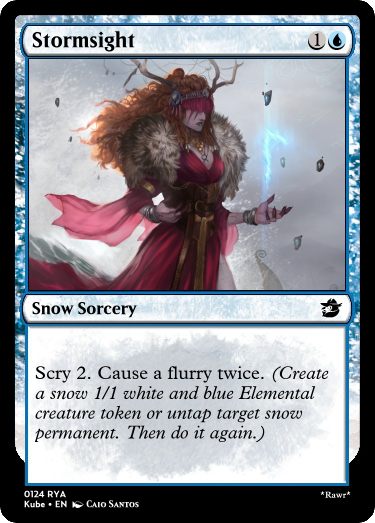 Stormsight 1
Snow Sorcery
Scry 2. Cause a flurry twice. (Create
a snow 1/1 white and blue Elemental
creature token or untap target snow
permanent. Then do it again.)
0124 RYA
Kube • EN Caio Santos
*Rawr*